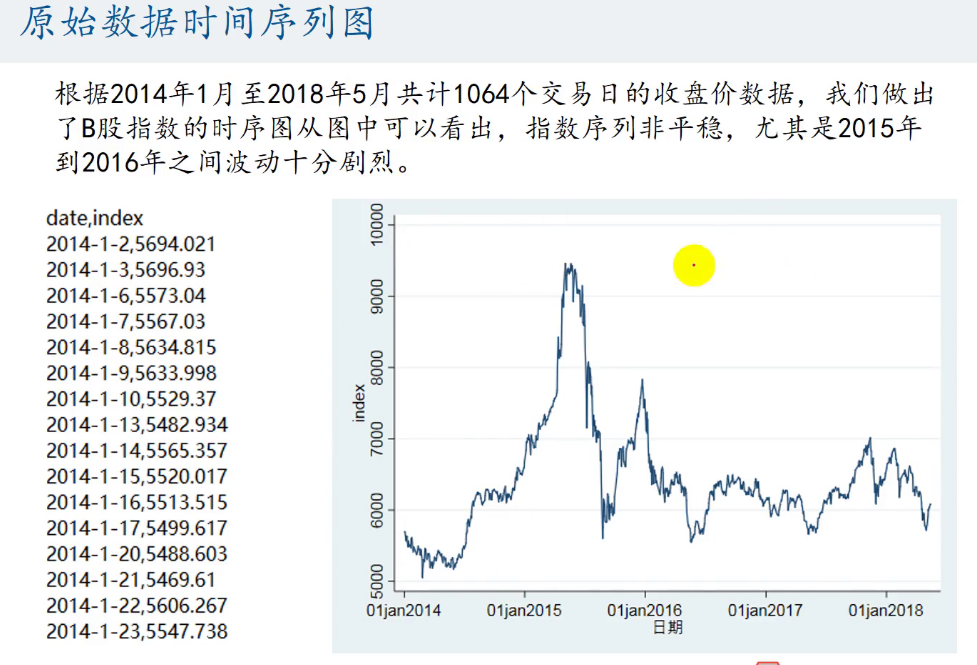 原始数据时间序列图
根据2014年1月至2018年5月共计1064个交易日的收盘价数据，我们做出
了B股指数的时序图从图中可以看出，指数序列非平稳，尤其是2015年
到2016年之间波动十分剧烈。
date,index
2014-1-2,5694.021
2014-1-3,5696.93
2014-1-6,5573.04
2014-1-7,5567.03
2014-1-8,5634.815
2014-1-9,5633.998
2014-1-10,5529.37
2014-1-13,5482.934
2014-1-14,5565.357
2014-1-15,5520.017
2014-1-16,5513.515
2014-1-17,5499.617
2014-1-20,5488.603
2014-1-21,5469.61
2014-1-22,5606.267
2014-1-23,5547.738
10000
9000
8000
7000
6000
5000
index
01jan2014 01jan2015 01jan2016 01jan2017 01jan2018
日期